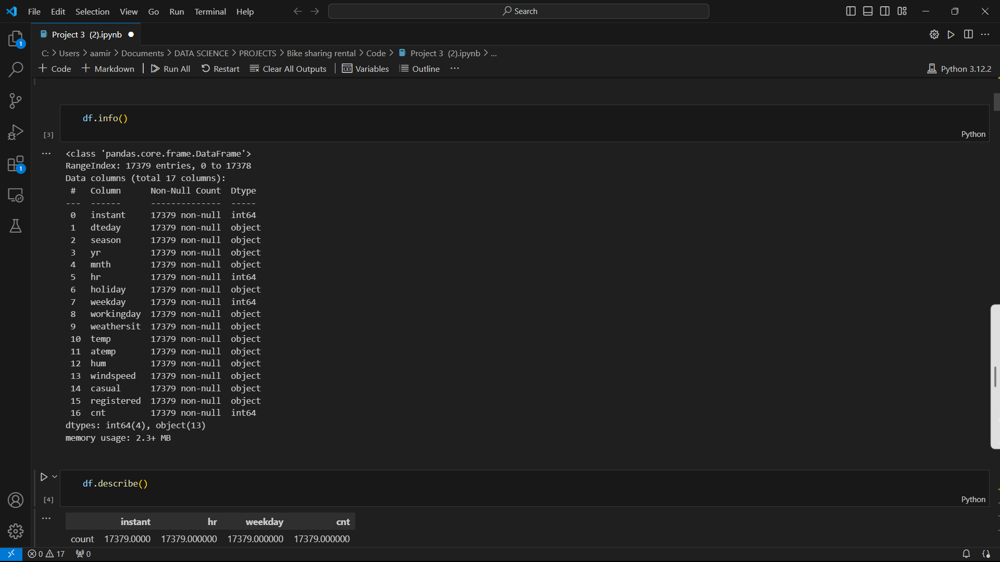 File Edit Selection View Go Run Terminal Help Search
Project 3 (2).ipynb
C: > Users > aamir > Documents > DATA SCIENCE > PROJECTS > Bike sharing rental > Code > Project 3 (2).ipynb > ...
+ Code + Markdown | Run All Restart Clear All Outputs | Variables Outline ... Python 3.12.2
df.info()
[3] Python
... <class 'pandas.core.frame.DataFrame'>
RangeIndex: 17379 entries, 0 to 17378
Data columns (total 17 columns):
 #   Column      Non-Null Count  Dtype
---  ------      --------------  -----
 0   instant     17379 non-null  int64
 1   dteday      17379 non-null  object
 2   season      17379 non-null  object
 3   yr          17379 non-null  object
 4   mnth        17379 non-null  object
 5   hr          17379 non-null  int64
 6   holiday     17379 non-null  object
 7   weekday     17379 non-null  int64
 8   workingday  17379 non-null  object
 9   weathersit  17379 non-null  object
 10  temp        17379 non-null  object
 11  atemp       17379 non-null  object
 12  hum         17379 non-null  object
 13  windspeed   17379 non-null  object
 14  casual      17379 non-null  object
 15  registered  17379 non-null  object
 16  cnt         17379 non-null  int64
dtypes: int64(4), object(13)
memory usage: 2.3+ MB
df.describe()
[4] Python
... instant hr weekday cnt
count 17379.0000 17379.000000 17379.000000 17379.000000
0 17 0
1
1